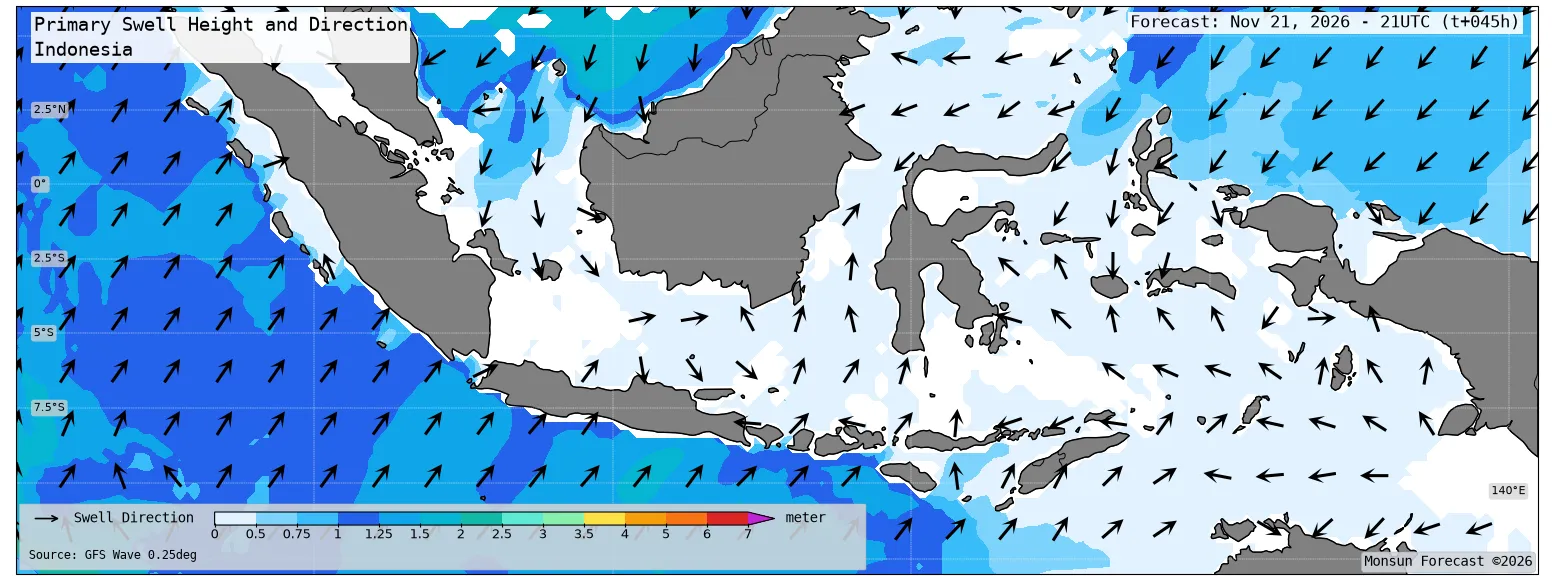 Primary Swell Height and Direction
Indonesia
Forecast: Nov 21, 2026 - 21UTC (t+045h)
2.5°N
0°
2.5°S
5°S
7.5°S
140°E
Swell Direction
0 0.5 0.75 1 1.25 1.5 2 2.5 3 3.5 4 5 6 7
meter
Source: GFS Wave 0.25deg
Monsun Forecast ©2026